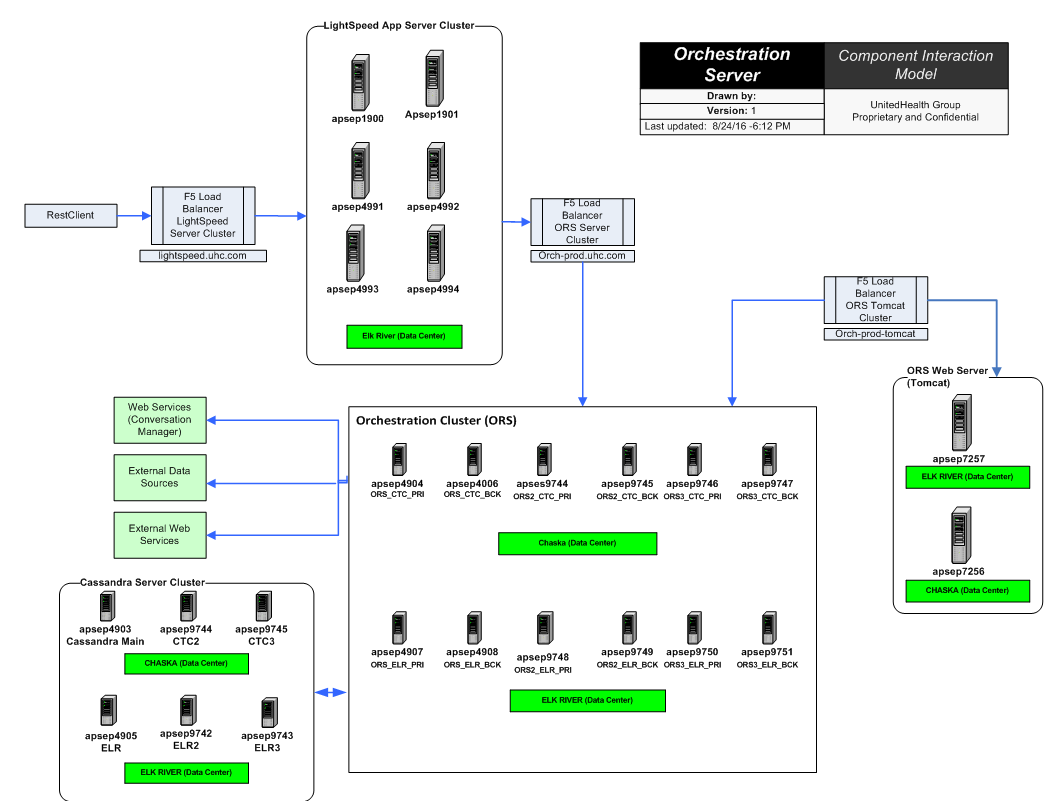 LightSpeed App Server Cluster
apsep1900
Apsep1901
apsep4991
apsep4992
apsep4993
apsep4994
Elk River (Data Center)
Orchestration
Server
Component Interaction
Model
Drawn by:
Version: 1
Last updated: 8/24/16 -6:12 PM
UnitedHealth Group
Proprietary and Confidential
RestClient
F5 Load
Balancer
LightSpeed
Server Cluster
lightspeed.uhc.com
F5 Load
Balancer
ORS Server
Cluster
Orch-prod.uhc.com
F5 Load
Balancer
ORS Tomcat
Cluster
Orch-prod-tomcat
ORS Web Server
(Tomcat)
apsep7257
ELK RIVER (Data Center)
apsep7256
CHASKA (Data Center)
Web Services
(Conversation
Manager)
External Data
Sources
External Web
Services
Orchestration Cluster (ORS)
apsep4904
ORS_CTC_PRI
apsep4006
ORS_CTC_BCK
apses9744
ORS2_CTC_PRI
apsep9745
ORS2_CTC_BCK
apsep9746
ORS3_CTC_PRI
apsep9747
ORS3_CTC_BCK
Chaska (Data Center)
apsep4907
ORS_ELR_PRI
apsep4908
ORS_ELR_BCK
apsep9748
ORS2_ELR_PRI
apsep9749
ORS2_ELR_BCK
apsep9750
ORS3_ELR_PRI
apsep9751
ORS3_ELR_BCK
ELK RIVER (Data Center)
Cassandra Server Cluster
apsep4903
Cassandra Main
apsep9744
CTC2
apsep9745
CTC3
CHASKA (Data Center)
apsep4905
ELR
apsep9742
ELR2
apsep9743
ELR3
ELK RIVER (Data Center)